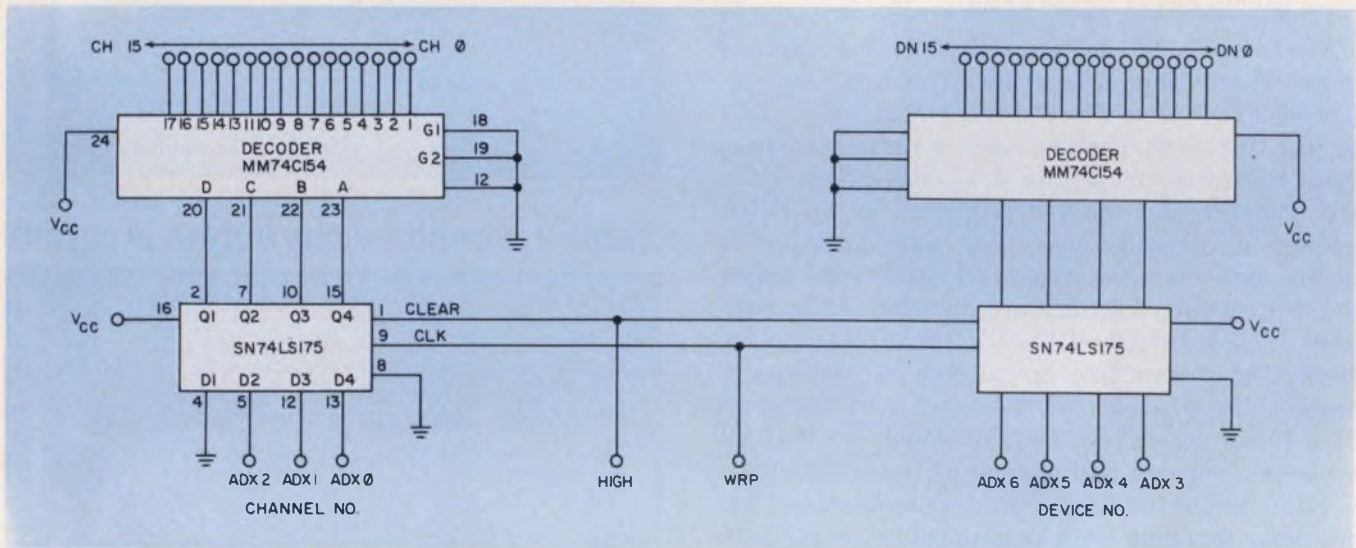 CH 15 CH 0
DN 15 DN 0
17 16 15 14 13 11 10 9 8 7 6 5 4 3 2 1
24
G1 18
DECODER
MM74C154
G2 19
12
D C B A
20 21 22 23
VCC
DECODER
MM74C154
VCC
2 7 10 15
16
VCC
Q1 Q2 Q3 Q4
1 CLEAR
9 CLK
SN74LS175
8
D1 D2 D3 D4
4 5 12 13
SN74LS175
VCC
ADX 2 ADX 1 ADX 0
CHANNEL NO.
HIGH
WRP
ADX 6 ADX 5 ADX 4 ADX 3
DEVICE NO.